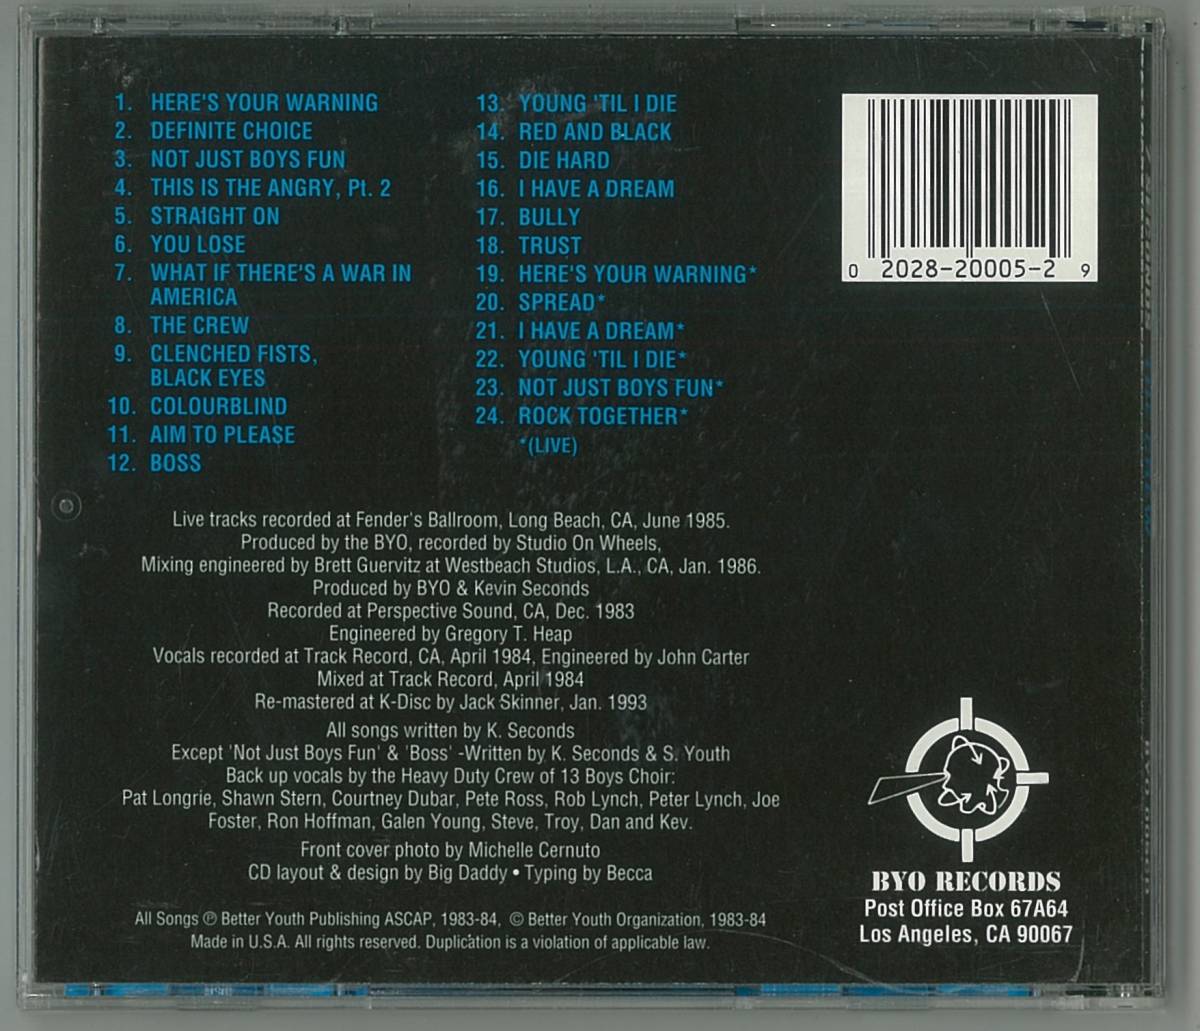 1. HERE'S YOUR WARNING
2. DEFINITE CHOICE
3. NOT JUST BOYS FUN
4. THIS IS THE ANGRY, Pt. 2
5. STRAIGHT ON
6. YOU LOSE
7. WHAT IF THERE'S A WAR IN
AMERICA
8. THE CREW
9. CLENCHED FISTS,
BLACK EYES
10. COLOURBLIND
11. AIM TO PLEASE
12. BOSS
13. YOUNG 'TIL I DIE
14. RED AND BLACK
15. DIE HARD
16. I HAVE A DREAM
17. BULLY
18. TRUST
19. HERE'S YOUR WARNING*
20. SPREAD*
21. I HAVE A DREAM*
22. YOUNG 'TIL I DIE*
23. NOT JUST BOYS FUN*
24. ROCK TOGETHER*
*(LIVE)
0 2028-20005-2 9
Live tracks recorded at Fender's Ballroom, Long Beach, CA, June 1985.
Produced by the BYO, recorded by Studio On Wheels,
Mixing engineered by Brett Guervitz at Westbeach Studios, L.A., CA, Jan. 1986.
Produced by BYO & Kevin Seconds
Recorded at Perspective Sound, CA, Dec. 1983
Engineered by Gregory T. Heap
Vocals recorded at Track Record, CA, April 1984, Engineered by John Carter
Mixed at Track Record, April 1984
Re-mastered at K-Disc by Jack Skinner, Jan. 1993
All songs written by K. Seconds
Except 'Not Just Boys Fun' & 'Boss' -Written by K. Seconds & S. Youth
Back up vocals by the Heavy Duty Crew of 13 Boys Choir:
Pat Longrie, Shawn Stern, Courtney Dubar, Pete Ross, Rob Lynch, Peter Lynch, Joe
Foster, Ron Hoffman, Galen Young, Steve, Troy, Dan and Kev.
Front cover photo by Michelle Cernuto
CD layout & design by Big Daddy • Typing by Becca
All Songs ℗ Better Youth Publishing ASCAP, 1983-84, © Better Youth Organization, 1983-84
Made in U.S.A. All rights reserved. Duplication is a violation of applicable law.
BYO RECORDS
Post Office Box 67A64
Los Angeles, CA 90067